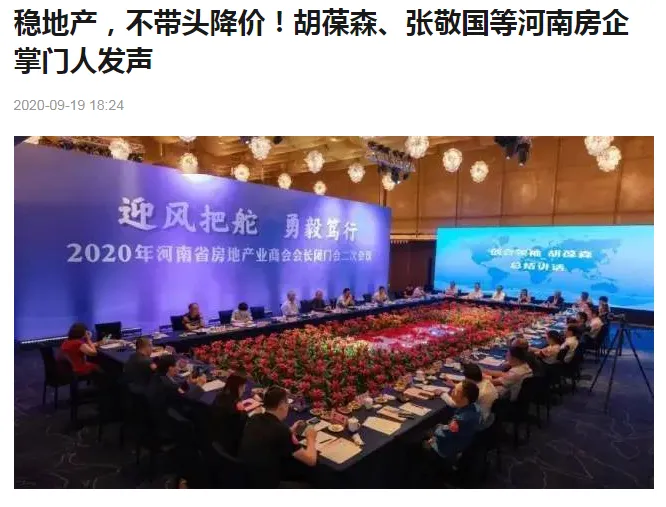 稳地产，不带头降价！胡葆森、张敬国等河南房企
掌门人发声
2020-09-19 18:24
迎风把舵 勇毅笃行
2020年河南省房地产业商会会长闭门会二次会议
创会领袖 胡葆森
总结讲话